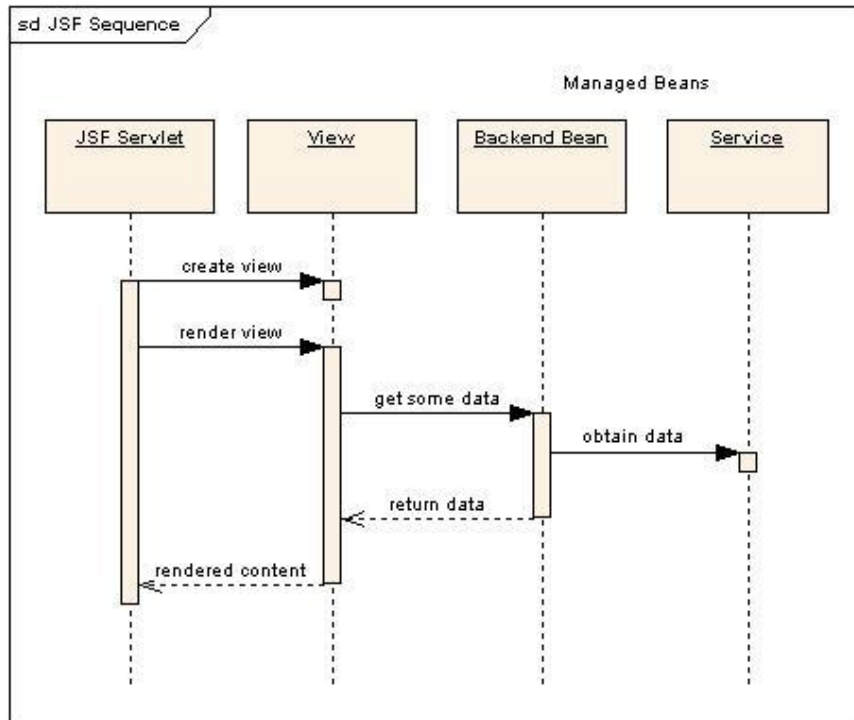 sd JSF Sequence
Managed Beans
JSF Servlet
View
Backend Bean
Service
create view
render view
get some data
obtain data
return data
rendered content